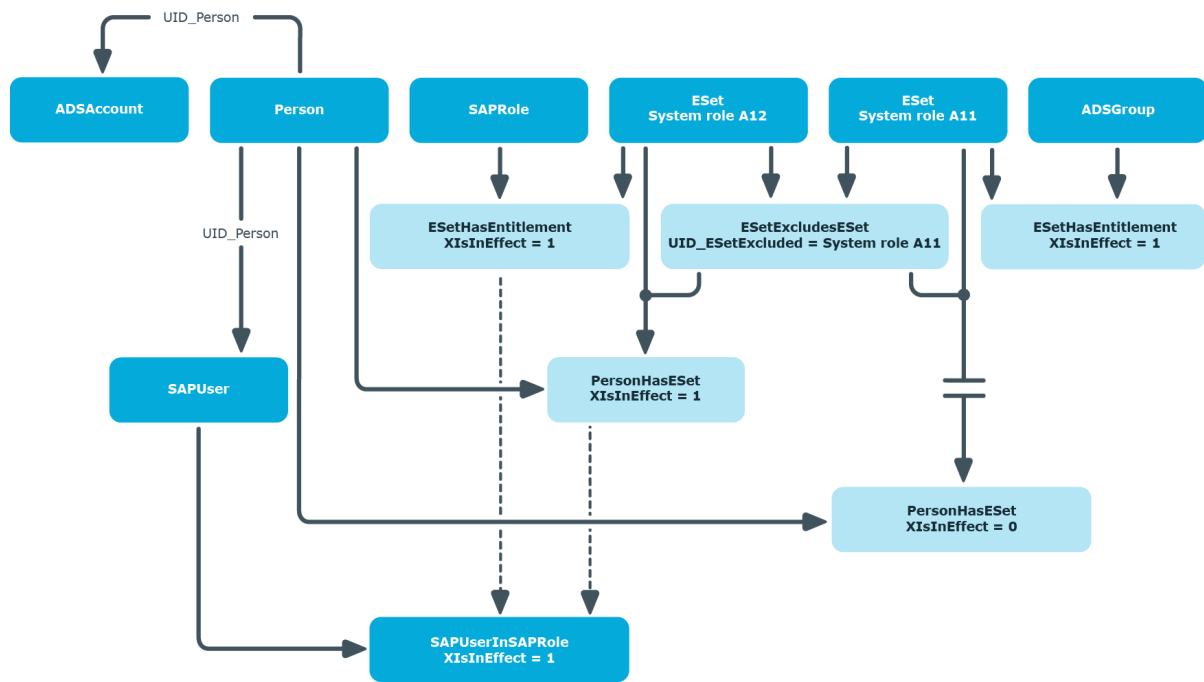 UID_Person
ADSAccount
Person
SAPRole
ESet
System role A12
ESet
System role A11
ADSGroup
ESetHasEntitlement
XIsInEffect = 1
ESetExcludesESet
UID_ESetExcluded = System role A11
ESetHasEntitlement
XIsInEffect = 1
UID_Person
SAPUser
PersonHasESet
XIsInEffect = 1
PersonHasESet
XIsInEffect = 0
SAPUserInSAPRole
XIsInEffect = 1